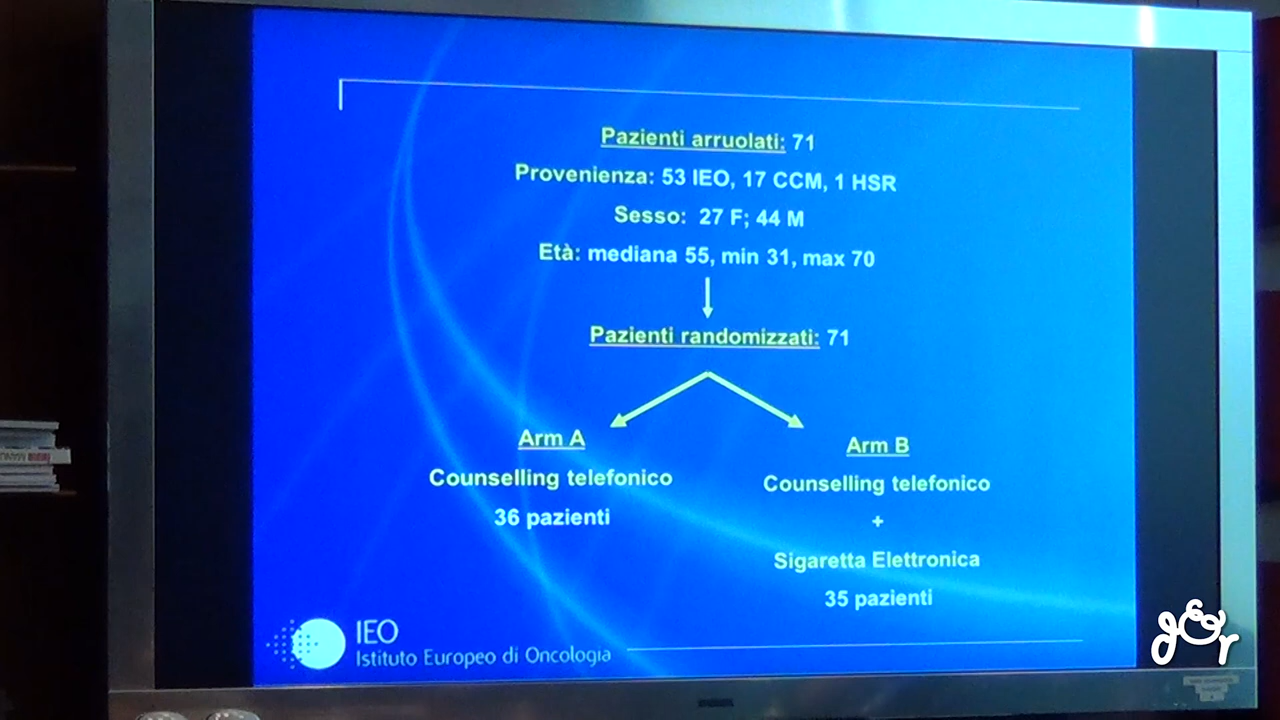 Pazienti arruolati: 71
Provenienza: 53 IEO, 17 CCM, 1 HSR
Sesso: 27 F; 44 M
Età: mediana 55, min 31, max 70
Pazienti randomizzati: 71
Arm A
Counselling telefonico
36 pazienti
Arm B
Counselling telefonico
+
Sigaretta Elettronica
35 pazienti
IEO
Istituto Europeo di Oncologia
g&r